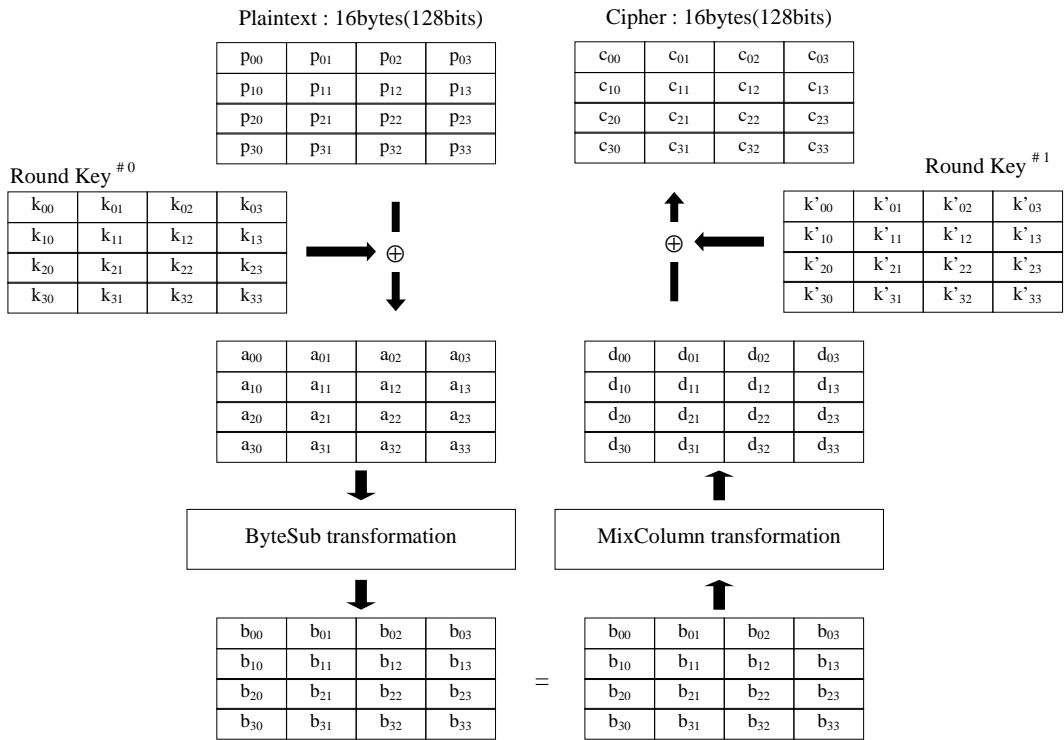 Plaintext : 16bytes(128bits)
Cipher : 16bytes(128bits)
p₀₀ p₀₁ p₀₂ p₀₃
p₁₀ p₁₁ p₁₂ p₁₃
p₂₀ p₂₁ p₂₂ p₂₃
p₃₀ p₃₁ p₃₂ p₃₃
c₀₀ c₀₁ c₀₂ c₀₃
c₁₀ c₁₁ c₁₂ c₁₃
c₂₀ c₂₁ c₂₂ c₂₃
c₃₀ c₃₁ c₃₂ c₃₃
Round Key #0
k₀₀ k₀₁ k₀₂ k₀₃
k₁₀ k₁₁ k₁₂ k₁₃
k₂₀ k₂₁ k₂₂ k₂₃
k₃₀ k₃₁ k₃₂ k₃₃
⊕
⊕
Round Key #1
k’₀₀ k’₀₁ k’₀₂ k’₀₃
k’₁₀ k’₁₁ k’₁₂ k’₁₃
k’₂₀ k’₂₁ k’₂₂ k’₂₃
k’₃₀ k’₃₁ k’₃₂ k’₃₃
a₀₀ a₀₁ a₀₂ a₀₃
a₁₀ a₁₁ a₁₂ a₁₃
a₂₀ a₂₁ a₂₂ a₂₃
a₃₀ a₃₁ a₃₂ a₃₃
d₀₀ d₀₁ d₀₂ d₀₃
d₁₀ d₁₁ d₁₂ d₁₃
d₂₀ d₂₁ d₂₂ d₂₃
d₃₀ d₃₁ d₃₂ d₃₃
ByteSub transformation
MixColumn transformation
b₀₀ b₀₁ b₀₂ b₀₃
b₁₀ b₁₁ b₁₂ b₁₃
b₂₀ b₂₁ b₂₂ b₂₃
b₃₀ b₃₁ b₃₂ b₃₃
=
b₀₀ b₀₁ b₀₂ b₀₃
b₁₀ b₁₁ b₁₂ b₁₃
b₂₀ b₂₁ b₂₂ b₂₃
b₃₀ b₃₁ b₃₂ b₃₃